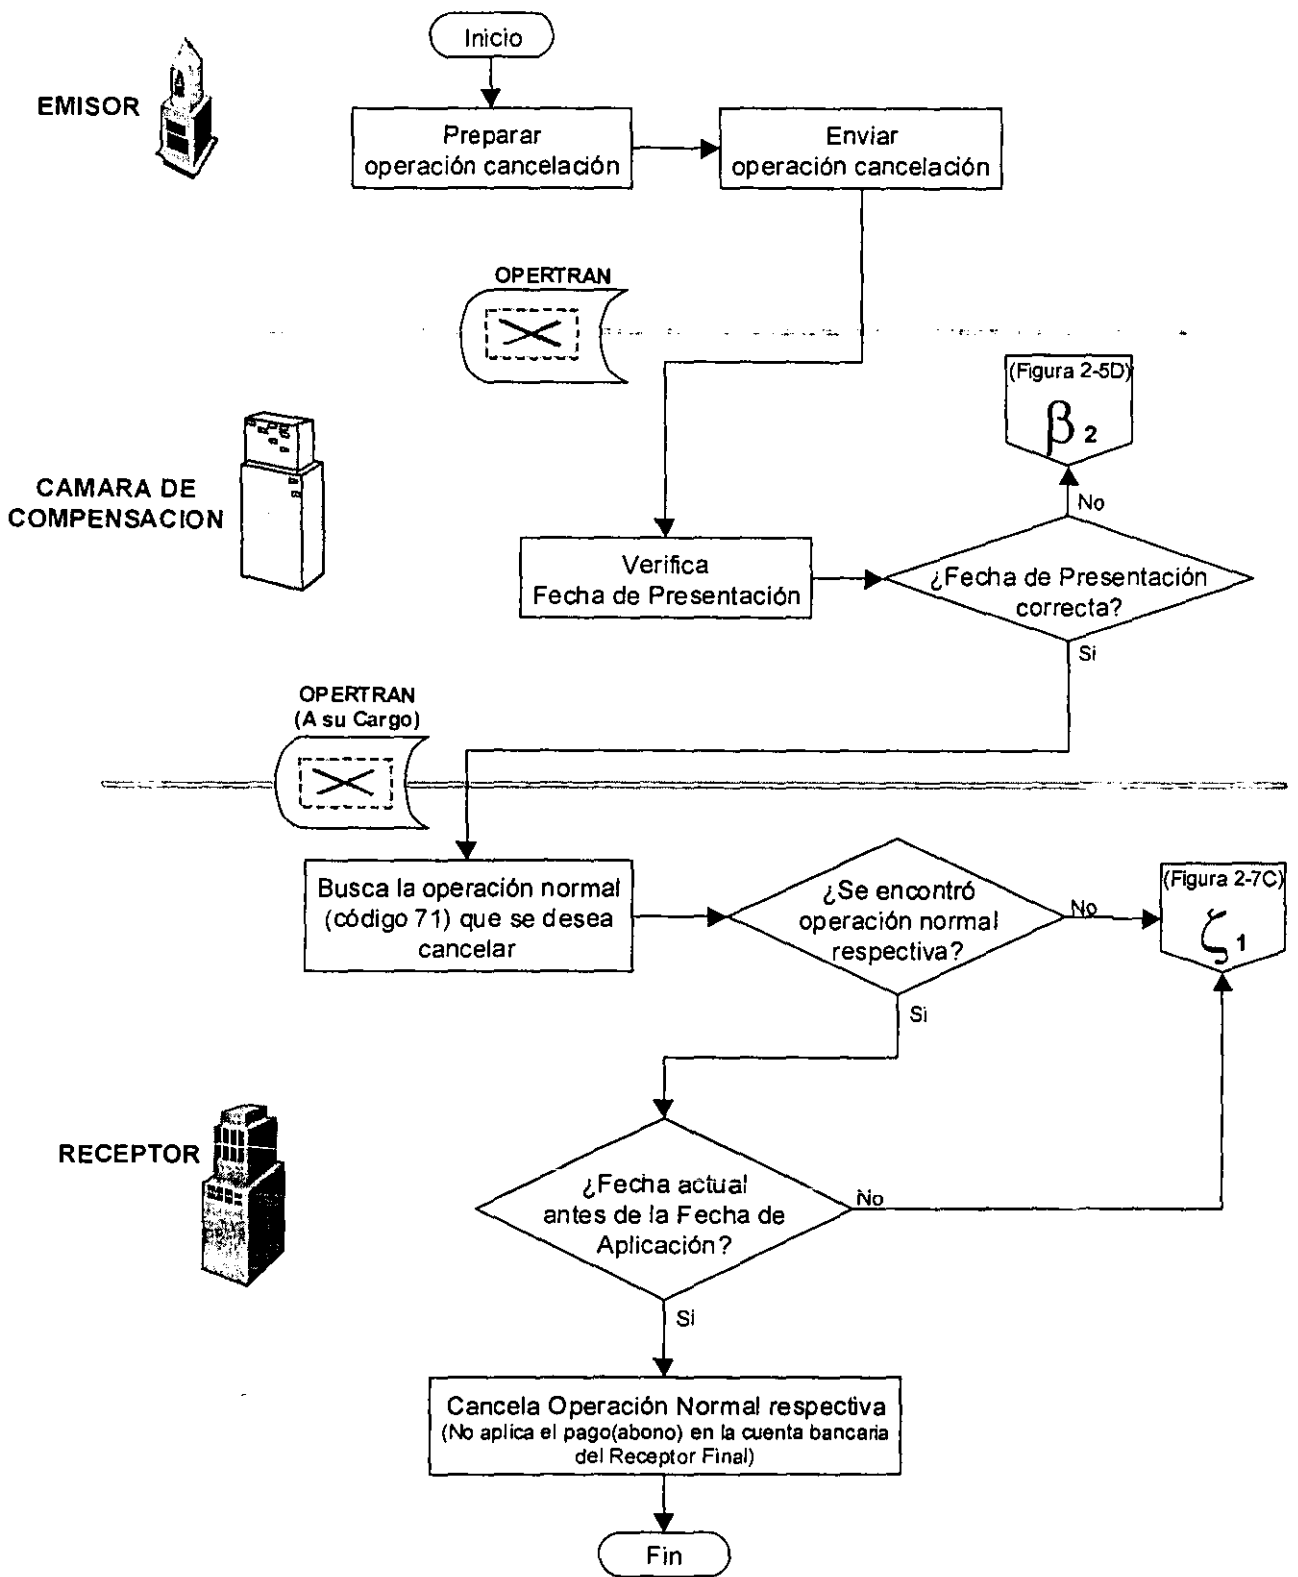 Inicio
EMISOR
Preparar
operación cancelación
Enviar
operación cancelación
OPERTRAN
(Figura 2-5D)
β 2
CAMARA DE
COMPENSACION
No
Verifica
Fecha de Presentación
¿Fecha de Presentación
correcta?
Si
OPERTRAN
(A su Cargo)
Busca la operación normal
(código 71) que se desea
cancelar
¿Se encontró
operación normal
respectiva?
No
(Figura 2-7C)
ζ 1
Si
RECEPTOR
¿Fecha actual
antes de la Fecha de
Aplicación?
No
Si
Cancela Operación Normal respectiva
(No aplica el pago(abono) en la cuenta bancaria
del Receptor Final)
Fin